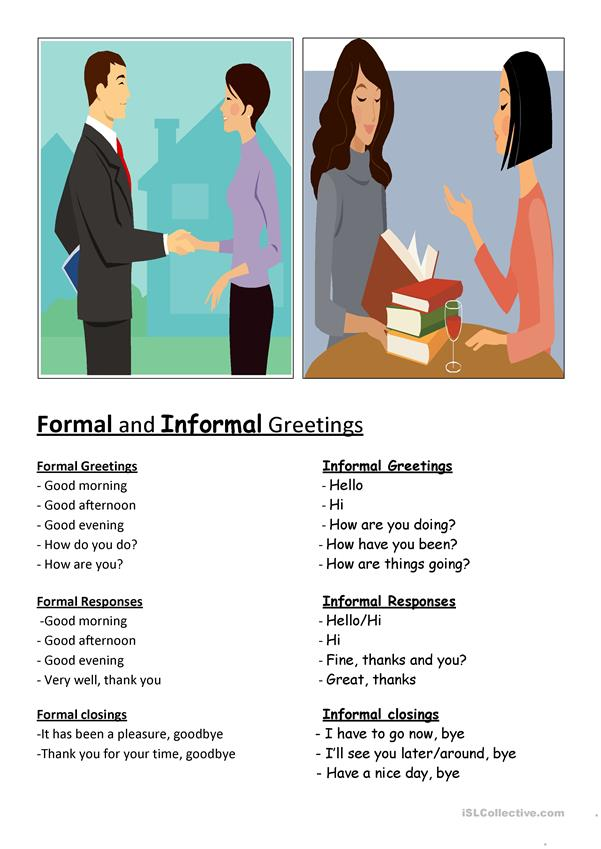 Formal and Informal Greetings
Formal Greetings
- Good morning
- Good afternoon
- Good evening
- How do you do?
- How are you?
Informal Greetings
- Hello
- Hi
- How are you doing?
- How have you been?
- How are things going?
Formal Responses
-Good morning
- Good afternoon
- Good evening
- Very well, thank you
Informal Responses
- Hello/Hi
- Hi
- Fine, thanks and you?
- Great, thanks
Formal closings
-It has been a pleasure, goodbye
-Thank you for your time, goodbye
Informal closings
- I have to go now, bye
- I’ll see you later/around, bye
- Have a nice day, bye
iSLCollective.com